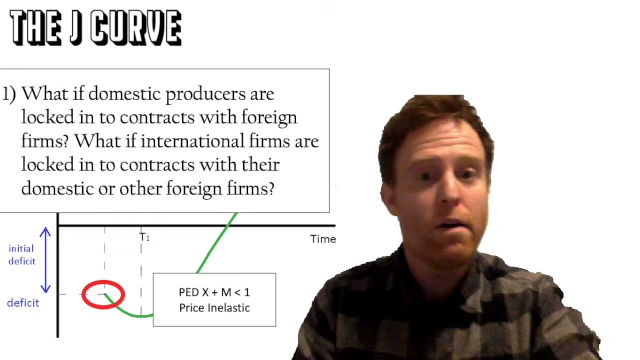 THE J CURVE
1) What if domestic producers are
locked in to contracts with foreign
firms? What if international firms are
locked in to contracts with their
domestic or other foreign firms?
T1
Time
initial
deficit
deficit
PED X + M < 1
Price Inelastic